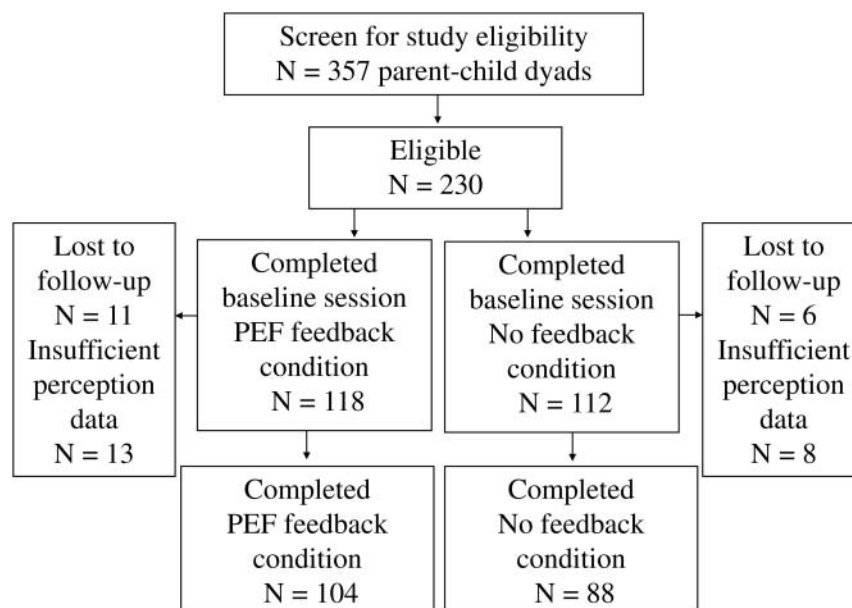 Screen for study eligibility
N = 357 parent-child dyads
Eligible
N = 230
Lost to
follow-up
N = 11
Insufficient
perception
data
N = 13
Completed
baseline session
PEF feedback
condition
N = 118
Completed
baseline session
No feedback
condition
N = 112
Lost to
follow-up
N = 6
Insufficient
perception
data
N = 8
Completed
PEF feedback
condition
N = 104
Completed
No feedback
condition
N = 88